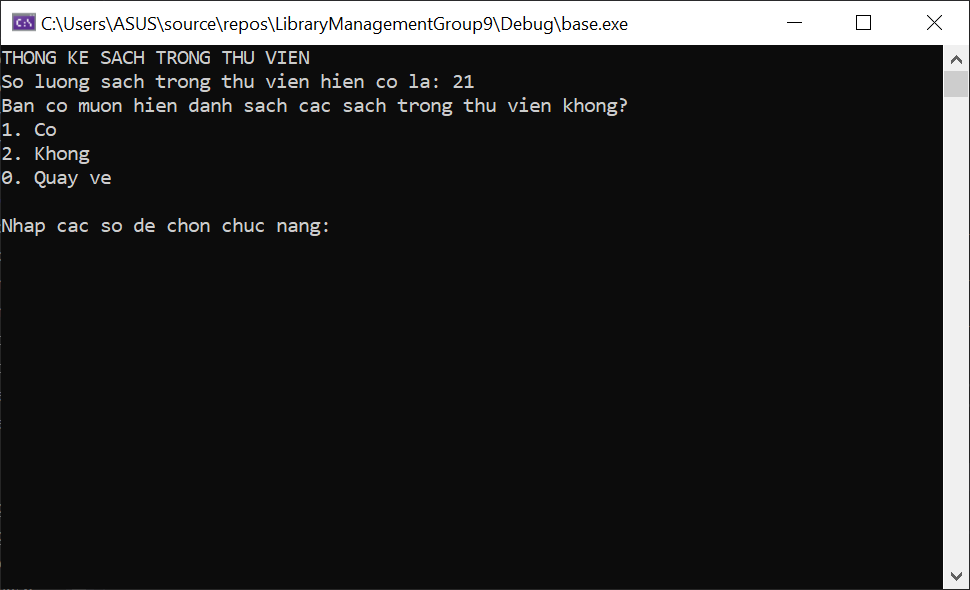 C:\Users\ASUS\source\repos\LibraryManagementGroup9\Debug\base.exe
THONG KE SACH TRONG THU VIEN
So luong sach trong thu vien hien co la: 21
Ban co muon hien danh sach cac sach trong thu vien khong?
1. Co
2. Khong
0. Quay ve
Nhap cac so de chon chuc nang: